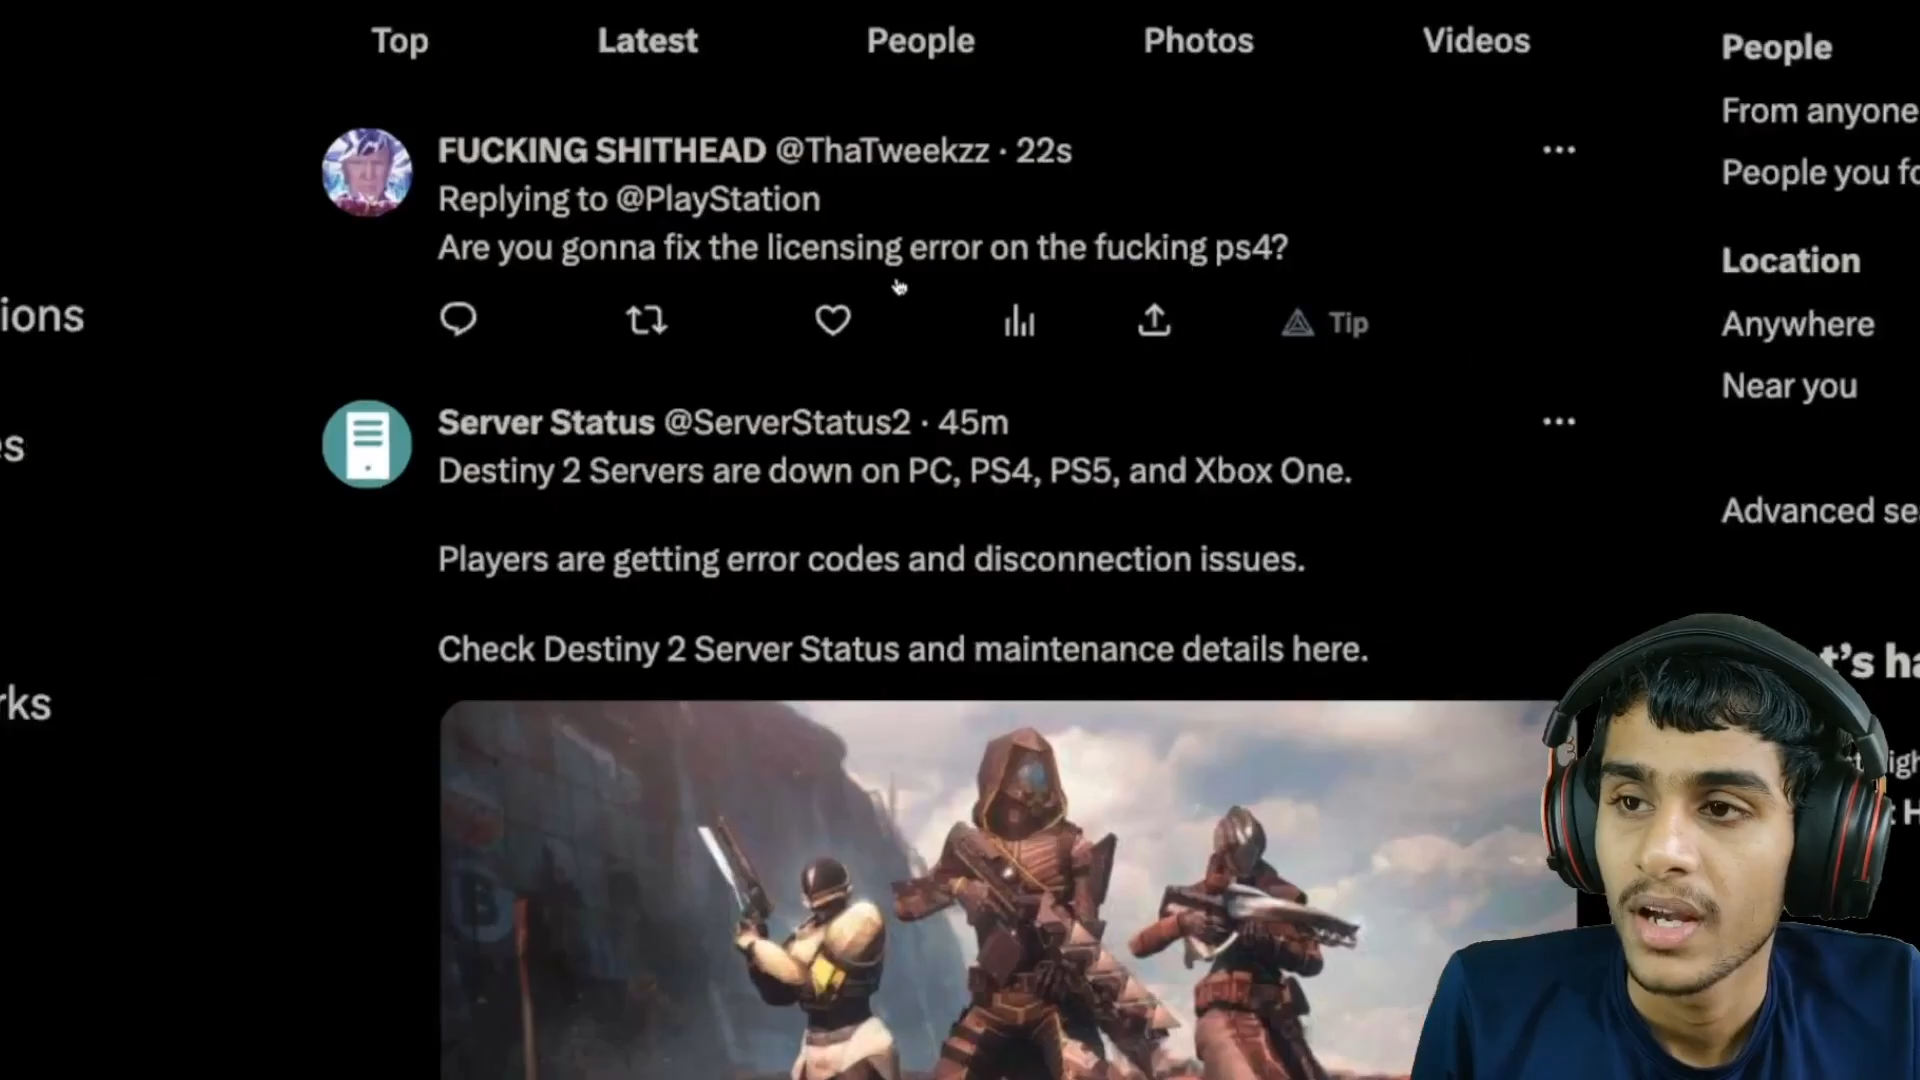 Top Latest People Photos Videos
People
From anyone
People you fo
Location
Anywhere
Near you
Advanced se
t's ha
FUCKING SHITHEAD @ThaTweekzz · 22s
Replying to @PlayStation
Are you gonna fix the licensing error on the fucking ps4?
Tip
Server Status @ServerStatus2 · 45m
Destiny 2 Servers are down on PC, PS4, PS5, and Xbox One.
Players are getting error codes and disconnection issues.
Check Destiny 2 Server Status and maintenance details here.
ions
es
rks